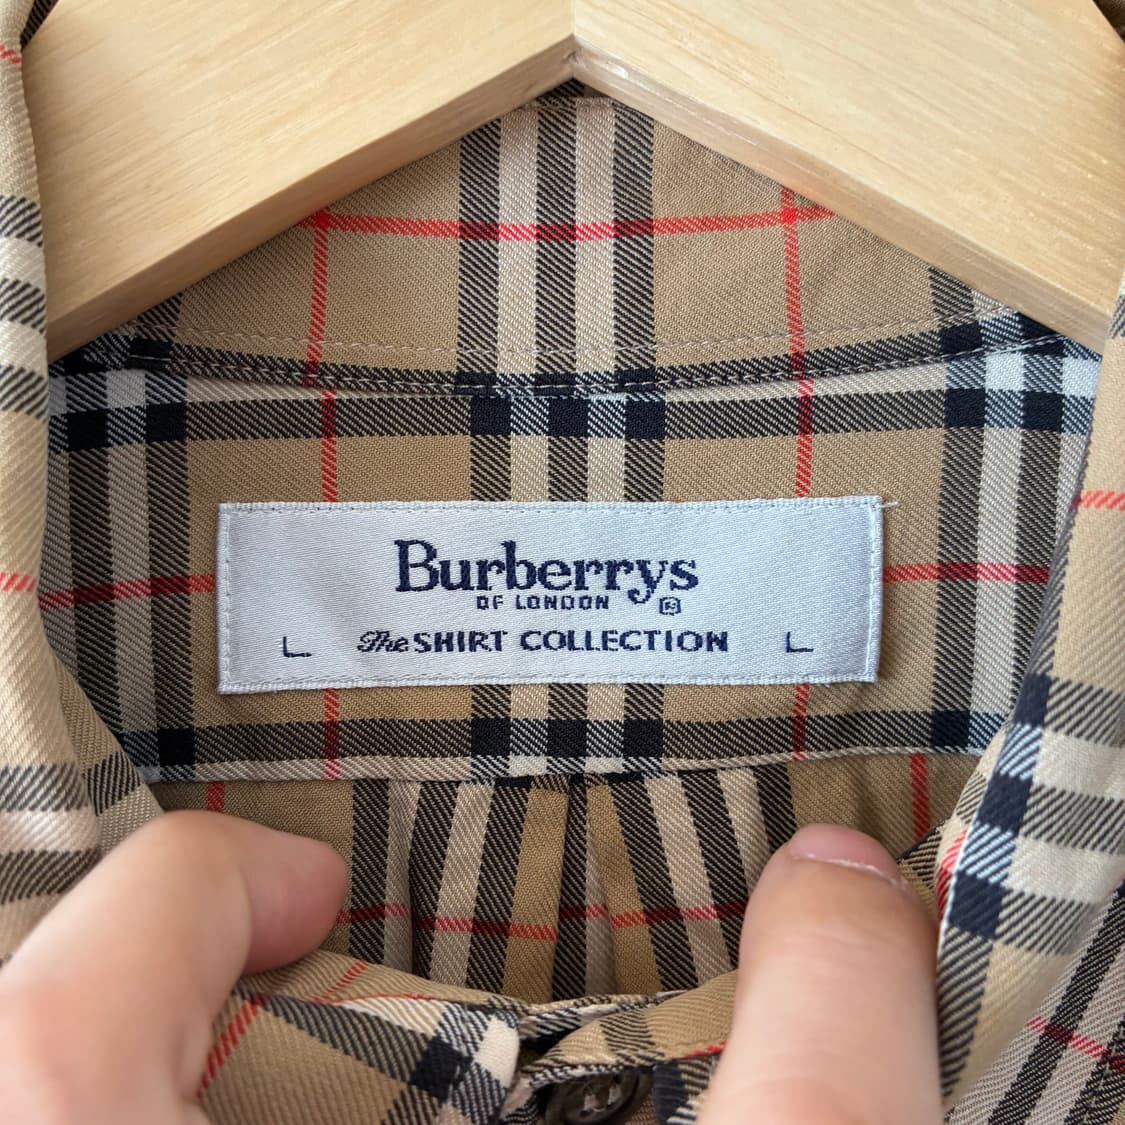 Burberrys
OF LONDON
L The SHIRT COLLECTION L